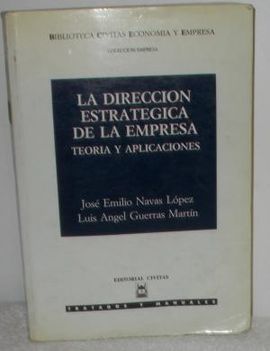 BIBLIOTECA CIVITAS ECONOMIA Y EMPRESA
COLECCION EMPRESA
LA DIRECCION
ESTRATEGICA
DE LA EMPRESA
TEORIA Y APLICACIONES
José Emilio Navas López
Luis Angel Guerras Martín
EDITORIAL CIVITAS
TRATADOS Y MANUALES